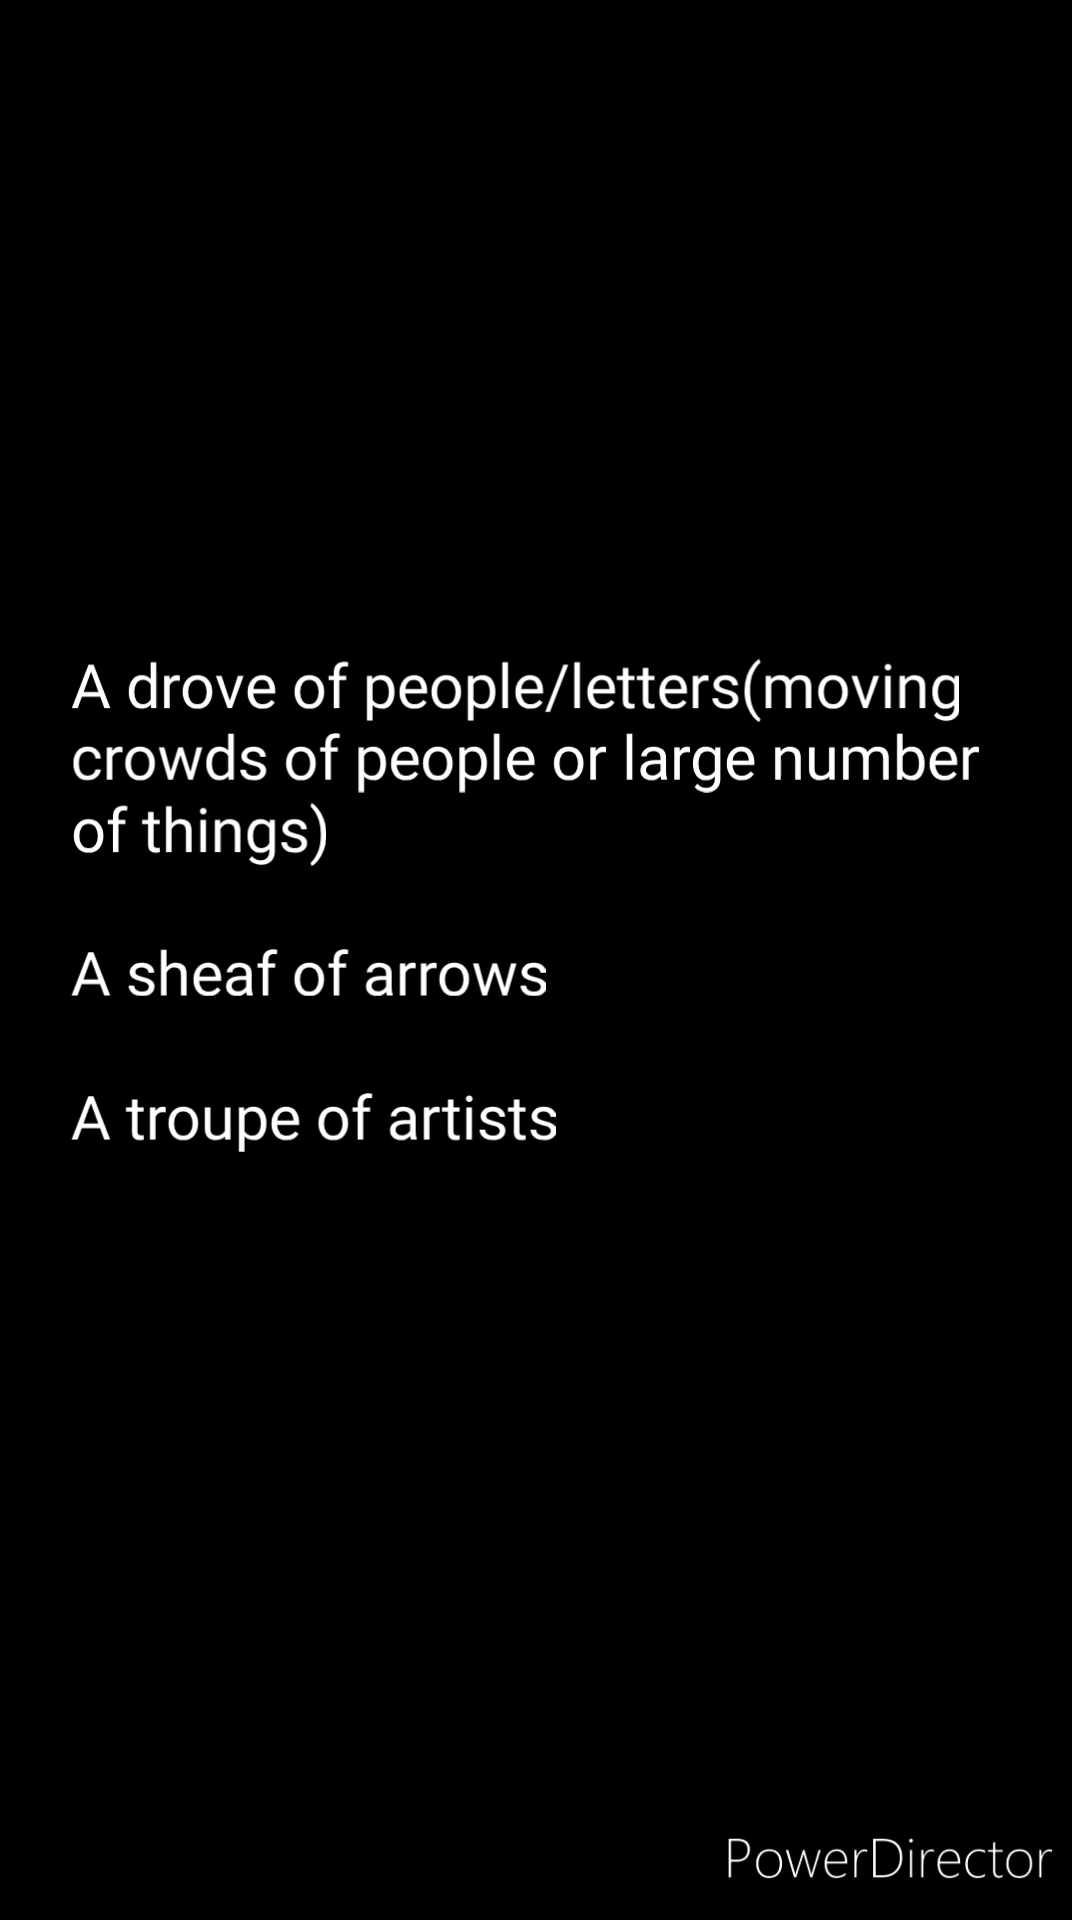 A drove of people/letters(moving
crowds of people or large number
of things)
A sheaf of arrows
A troupe of artists
PowerDirector